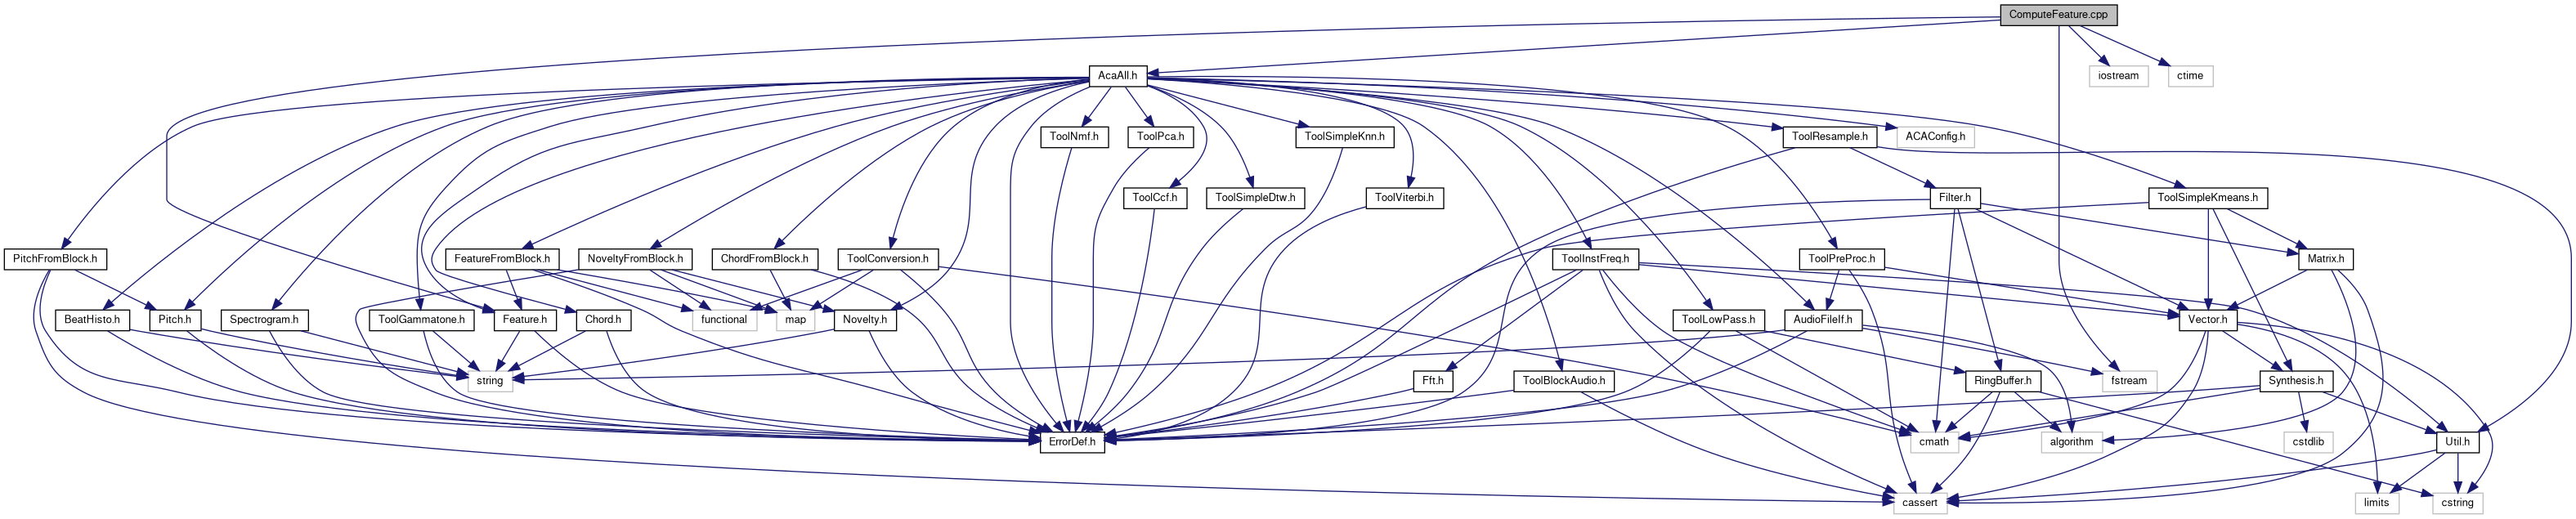 ComputeFeature.cpp
AcaAll.h
iostream
ctime
ToolNmf.h
ToolPca.h
ToolSimpleKnn.h
ToolResample.h
ACAConfig.h
ToolCcf.h
ToolSimpleDtw.h
ToolViterbi.h
Filter.h
ToolSimpleKmeans.h
PitchFromBlock.h
FeatureFromBlock.h
NoveltyFromBlock.h
ChordFromBlock.h
ToolConversion.h
ToolInstFreq.h
ToolPreProc.h
Matrix.h
BeatHisto.h
Pitch.h
Spectrogram.h
ToolGammatone.h
Feature.h
Chord.h
functional
map
Novelty.h
ToolLowPass.h
AudioFileIf.h
Vector.h
string
Fft.h
ToolBlockAudio.h
RingBuffer.h
fstream
Synthesis.h
ErrorDef.h
cmath
algorithm
cstdlib
Util.h
cassert
limits
cstring